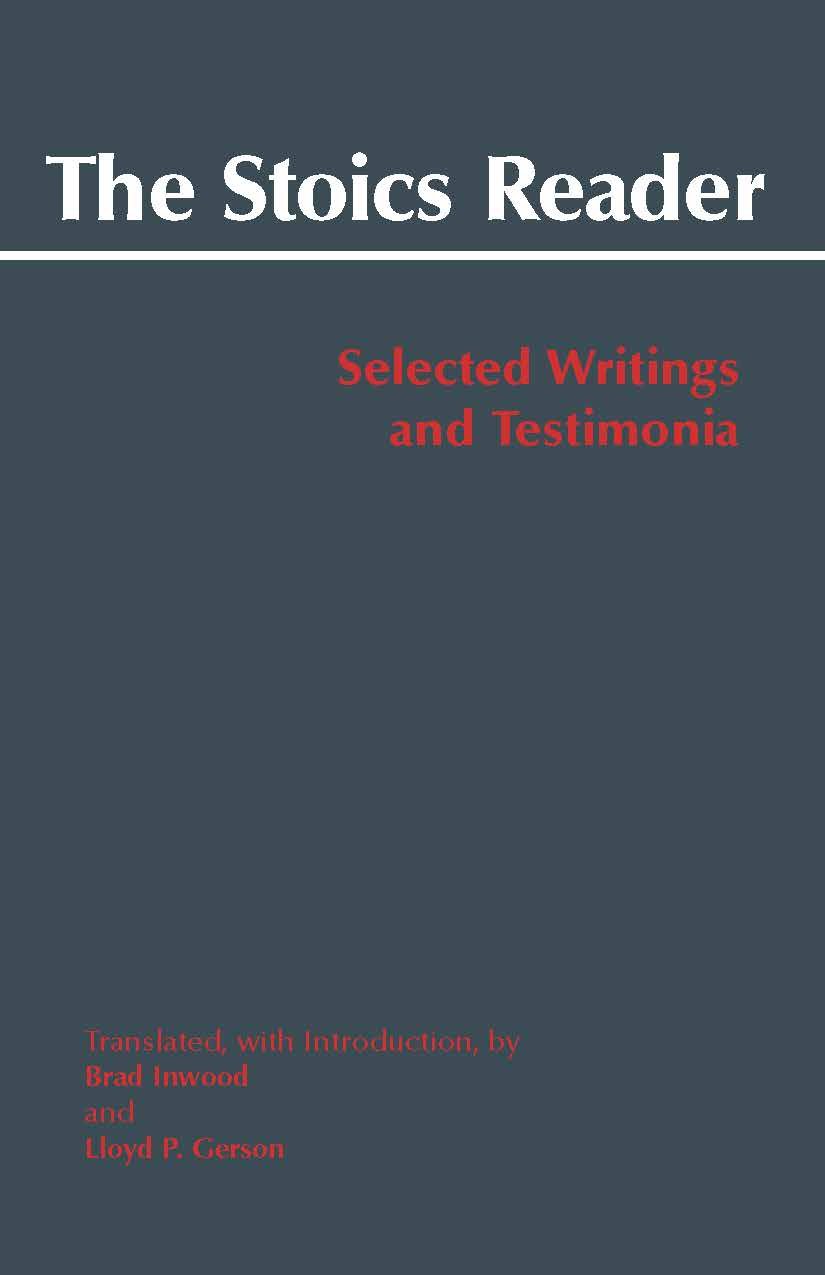 The Stoics Reader
Selected Writings
and Testimonia
Translated, with Introduction, by
Brad Inwood
and
Lloyd P. Gerson